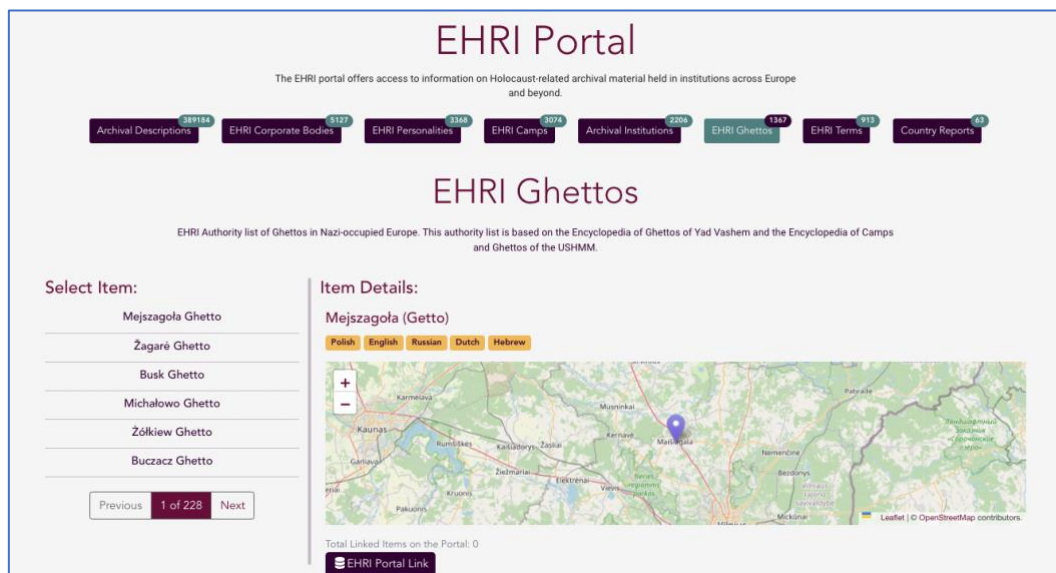 EHRI Portal
The EHRI portal offers access to information on Holocaust-related archival material held in institutions across Europe
and beyond.
Archival Descriptions 389184
EHRI Corporate Bodies 5127
EHRI Personalities 3368
EHRI Camps 3074
Archival Institutions 2206
EHRI Ghettos 1367
EHRI Terms 913
Country Reports 63
EHRI Ghettos
EHRI Authority list of Ghettos in Nazi-occupied Europe. This authority list is based on the Encyclopedia of Ghettos of Yad Vashem and the Encyclopedia of Camps
and Ghettos of the USHMM.
Select Item:
Mejszagoła Ghetto
Žagarė Ghetto
Busk Ghetto
Michałowo Ghetto
Żółkiew Ghetto
Buczacz Ghetto
Previous 1 of 228 Next
Item Details:
Mejszagoła (Getto)
Polish English Russian Dutch Hebrew
+
−
Karmėlava
Musninkai
Kaunas
Kernavė
Maišiagala
Rumšiškės
Kaišiadorys
Žasliai
Nemenčinė
Garliava
Žiežmariai
Elektrėnai
Vievis
Neries
regioninis
parkas
Bezdonys
Kruonis
Pakuonis
Mickūnai
Leaflet | © OpenStreetMap contributors.
Total Linked Items on the Portal: 0
EHRI Portal Link